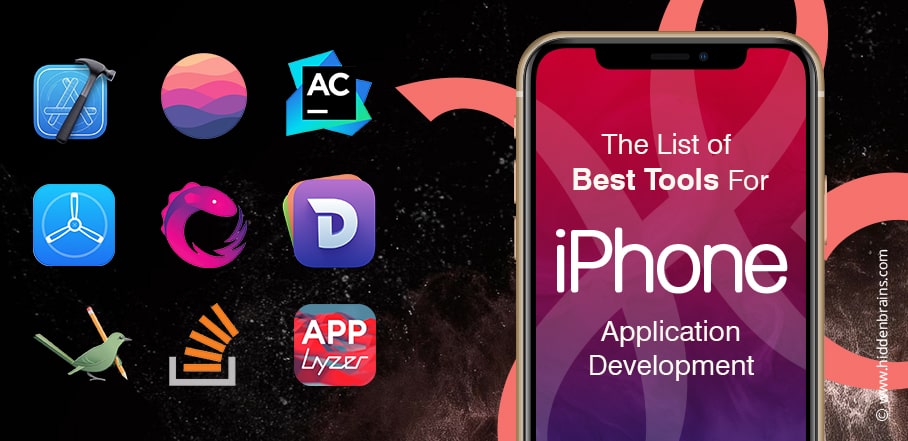 AC
D
APP
Lyzer
The List of
Best Tools For
iPhone
Application
Development
© www.hiddenbrains.com